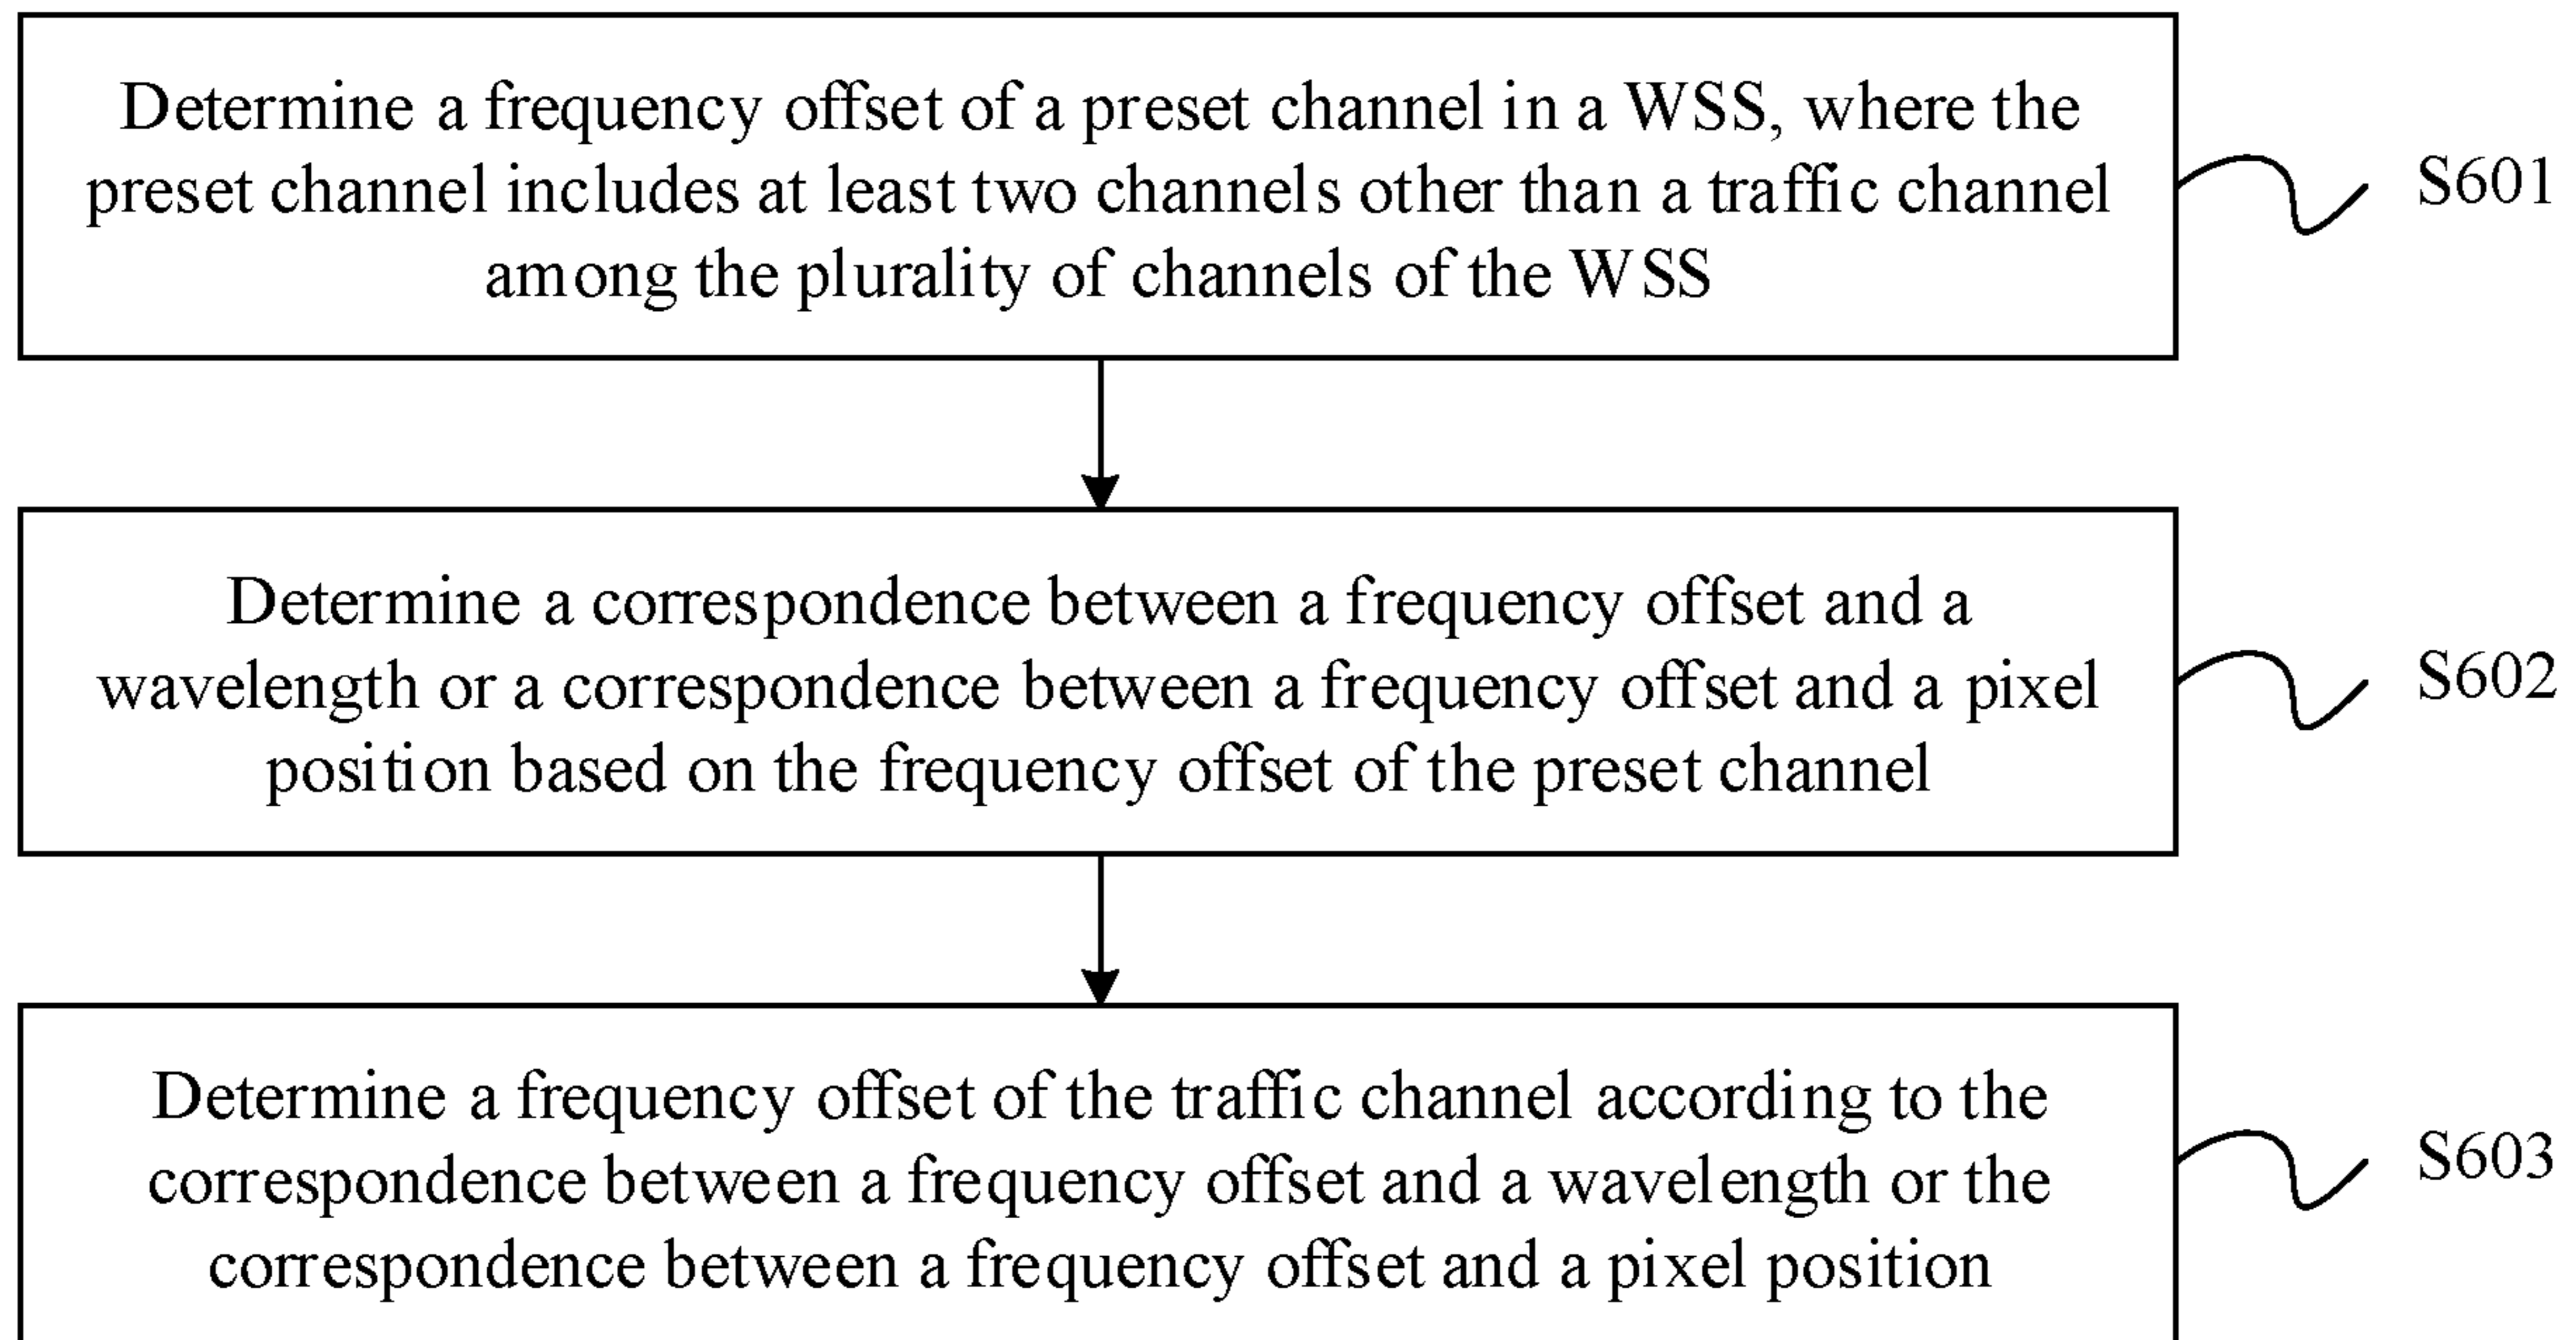 Determine a frequency offset of a preset channel in a WSS, where the
preset channel includes at least two channels other than a traffic channel
among the plurality of channels of the WSS
S601
Determine a correspondence between a frequency offset and a
wavelength or a correspondence between a frequency offset and a pixel
position based on the frequency offset of the preset channel
S602
Determine a frequency offset of the traffic channel according to the
correspondence between a frequency offset and a wavelength or the
correspondence between a frequency offset and a pixel position
S603